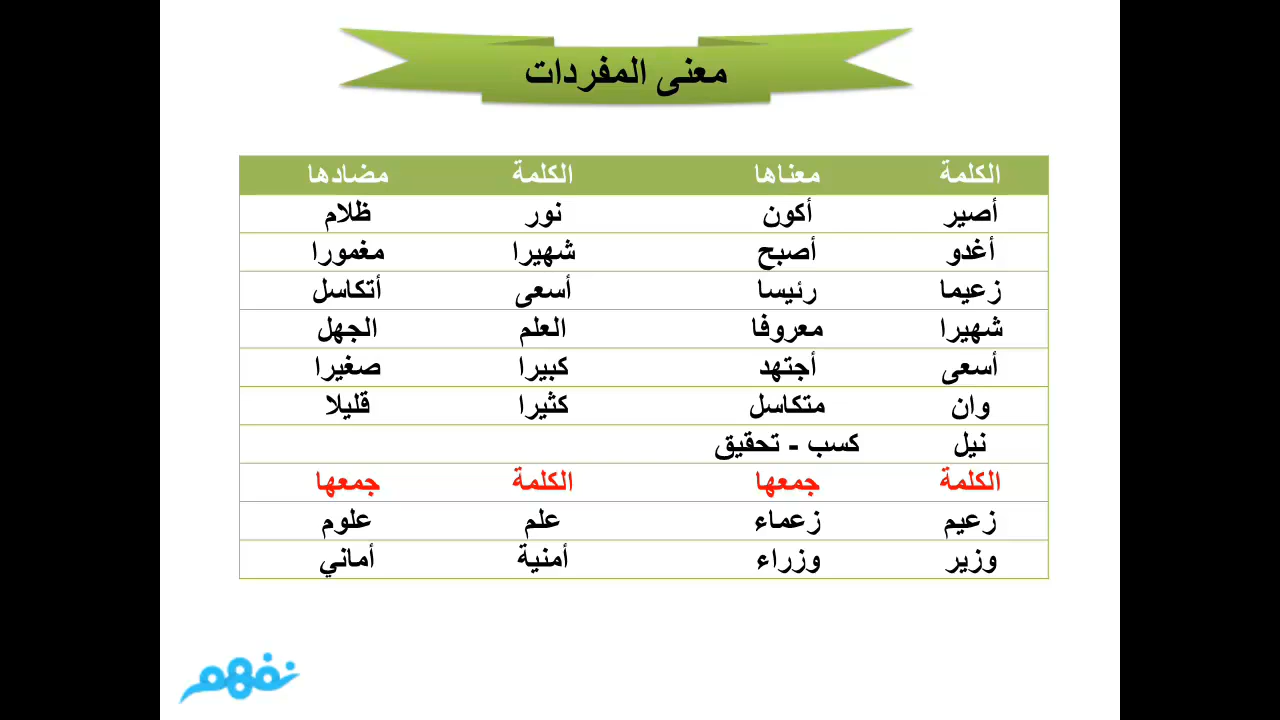 معنى المفردات
الكلمة معناها الكلمة مضادها
أصير أكون نور ظلام
أغدو أصبح شهيرا مغمورا
زعيما رئيسا أسعى أتكاسل
شهيرا معروفا العلم الجهل
أسعى أجتهد كبيرا صغيرا
وان متكاسل كثيرا قليلا
نيل كسب - تحقيق
الكلمة جمعها الكلمة جمعها
زعيم زعماء علم علوم
وزير وزراء أمنية أماني
نفهم